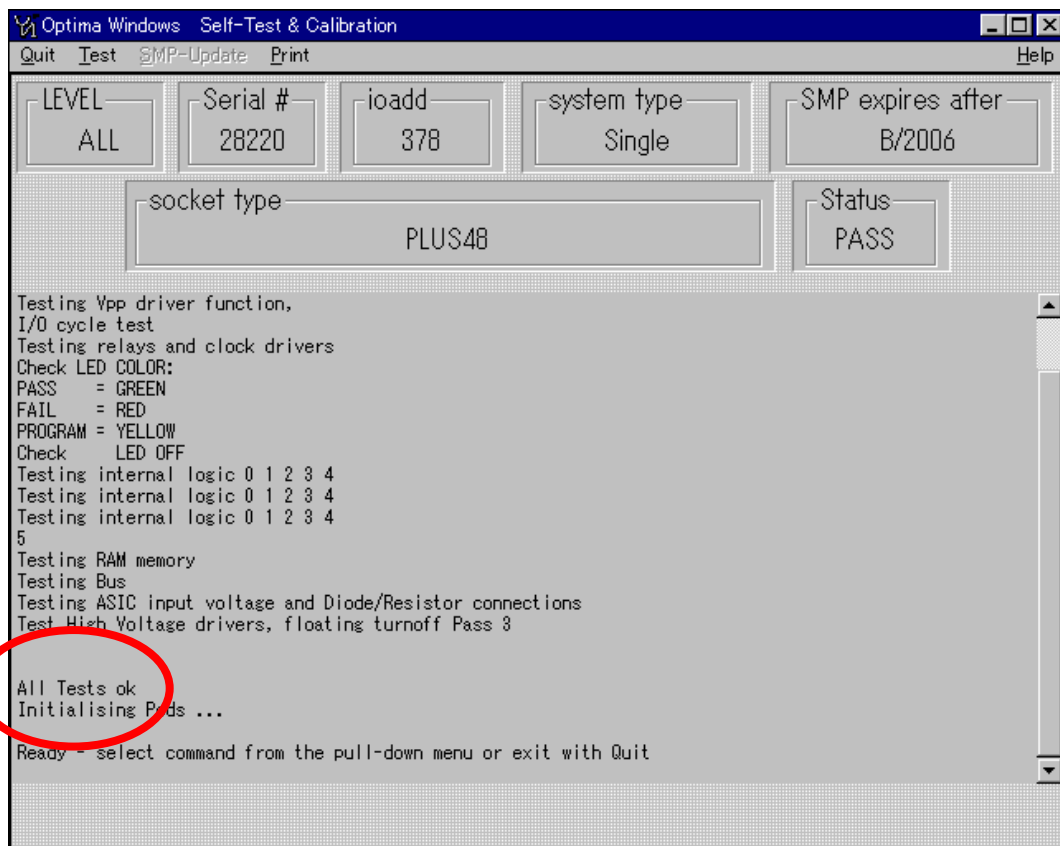 Optima Windows Self-Test & Calibration
Quit Test SMP-Update Print Help
LEVEL Serial # ioadd system type SMP expires after
ALL 28220 378 Single B/2006
socket type Status
PLUS48 PASS
Testing Vpp driver function,
I/O cycle test
Testing relays and clock drivers
Check LED COLOR:
PASS = GREEN
FAIL = RED
PROGRAM = YELLOW
Check LED OFF
Testing internal logic 0 1 2 3 4
Testing internal logic 0 1 2 3 4
Testing internal logic 0 1 2 3 4
5
Testing RAM memory
Testing Bus
Testing ASIC input voltage and Diode/Resistor connections
Test High Voltage drivers, floating turnoff Pass 3
All Tests ok
Initialising Pods ...
Ready - select command from the pull-down menu or exit with Quit